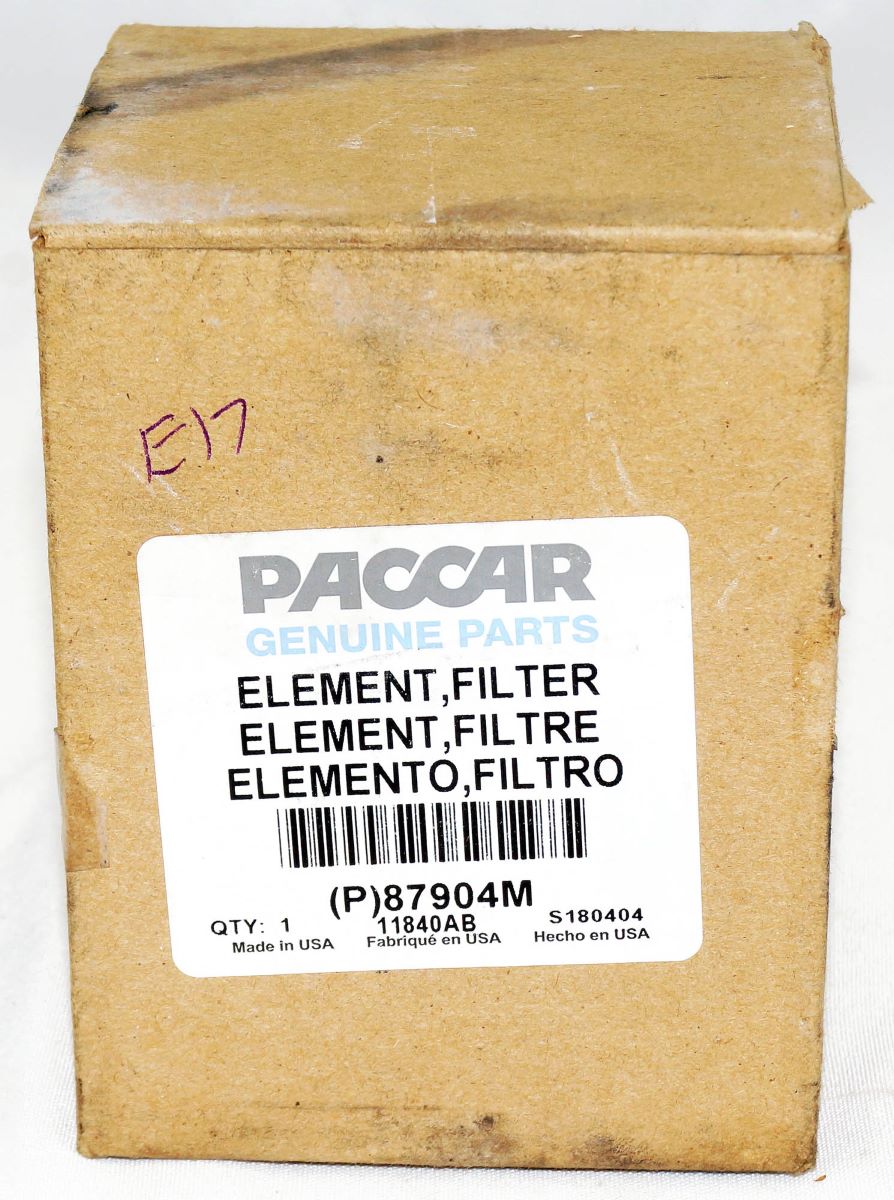 E17
PACCAR
GENUINE PARTS
ELEMENT,FILTER
ELEMENT,FILTRE
ELEMENTO,FILTRO
(P)87904M
QTY: 1 11840AB S180404
Made in USA Fabriqué en USA Hecho en USA